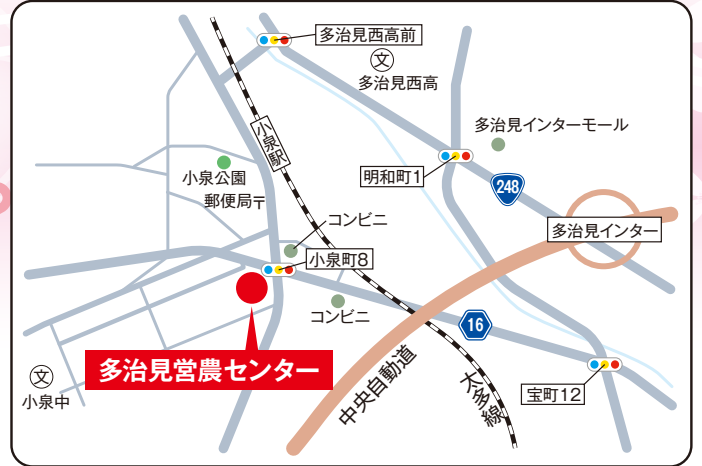 多治見西高前
文
多治見西高
多治見インターモール
小泉駅
小泉公園
明和町1
248
郵便局〒
コンビニ
多治見インター
小泉町8
コンビニ
16
多治見営農センター
中央自動道
太多線
文
小泉中
宝町12